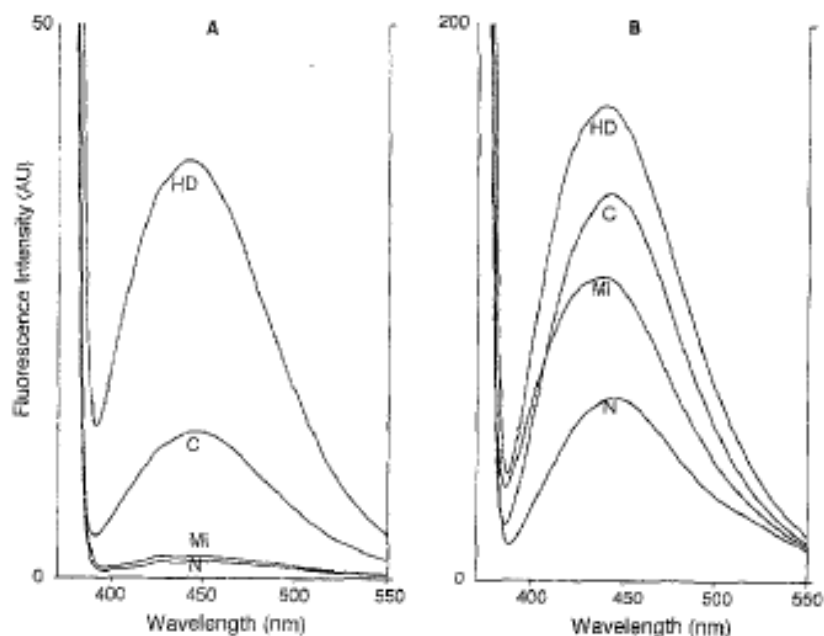 50
A
HD
C
Mi
N
0
400
450
500
550
Wavelength (nm)
Fluorescence Intensity (AU)
200
B
HD
C
Mi
N
0
400
450
500
550
Wavelength (nm)